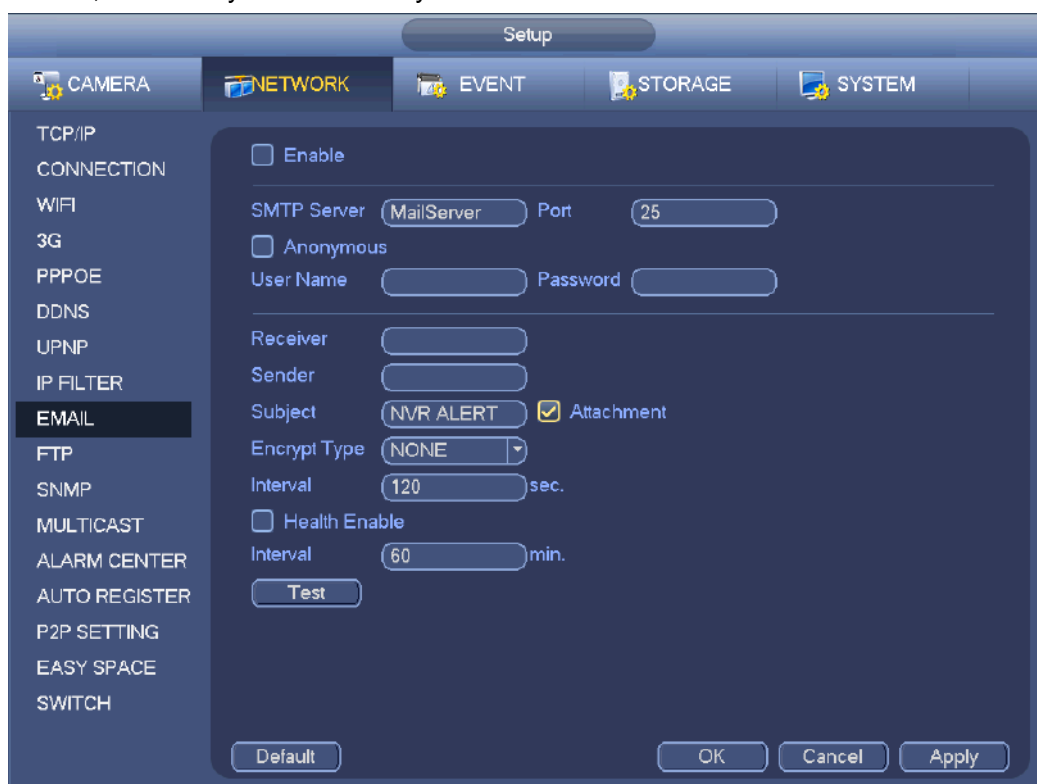 Setup
CAMERA NETWORK EVENT STORAGE SYSTEM
TCP/IP
CONNECTION
WIFI
3G
PPPOE
DDNS
UPNP
IP FILTER
EMAIL
FTP
SNMP
MULTICAST
ALARM CENTER
AUTO REGISTER
P2P SETTING
EASY SPACE
SWITCH
Enable
SMTP Server MailServer Port 25
Anonymous
User Name Password
Receiver
Sender
Subject NVR ALERT Attachment
Encrypt Type NONE
Interval 120 sec.
Health Enable
Interval 60 min.
Test
Default OK Cancel Apply